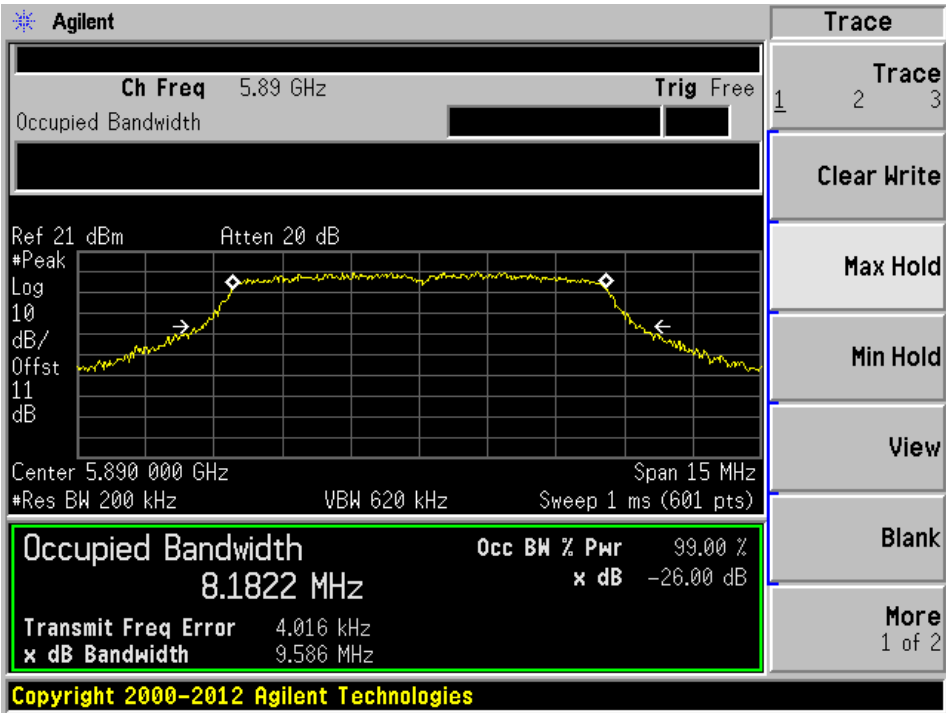 Agilent
Trace
Ch Freq 5.89 GHz Trig Free
Occupied Bandwidth
Trace
1 2 3
Clear Write
Max Hold
Min Hold
View
Blank
More
1 of 2
Ref 21 dBm Atten 20 dB
#Peak
Log
10
dB/
Offst
11
dB
Center 5.890 000 GHz Span 15 MHz
#Res BW 200 kHz VBW 620 kHz Sweep 1 ms (601 pts)
Occupied Bandwidth
8.1822 MHz
Occ BW % Pwr 99.00 %
x dB -26.00 dB
Transmit Freq Error 4.016 kHz
x dB Bandwidth 9.586 MHz
Copyright 2000-2012 Agilent Technologies